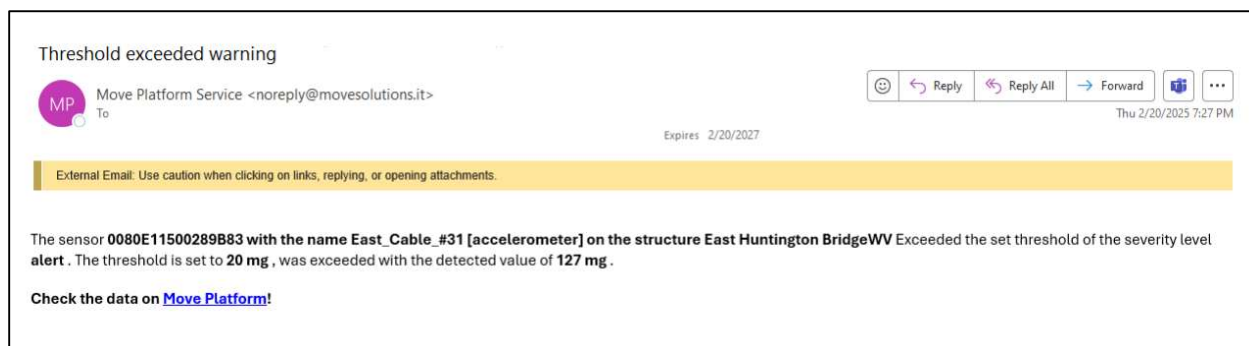 Threshold exceeded warning
MP
Move Platform Service <noreply@movesolutions.it>
To
Reply
Reply All
Forward
Thu 2/20/2025 7:27 PM
Expires 2/20/2027
External Email: Use caution when clicking on links, replying, or opening attachments.
The sensor 0080E11500289B83 with the name East_Cable_#31 [accelerometer] on the structure East Huntington BridgeWV Exceeded the set threshold of the severity level
alert . The threshold is set to 20 mg , was exceeded with the detected value of 127 mg .
Check the data on Move Platform!